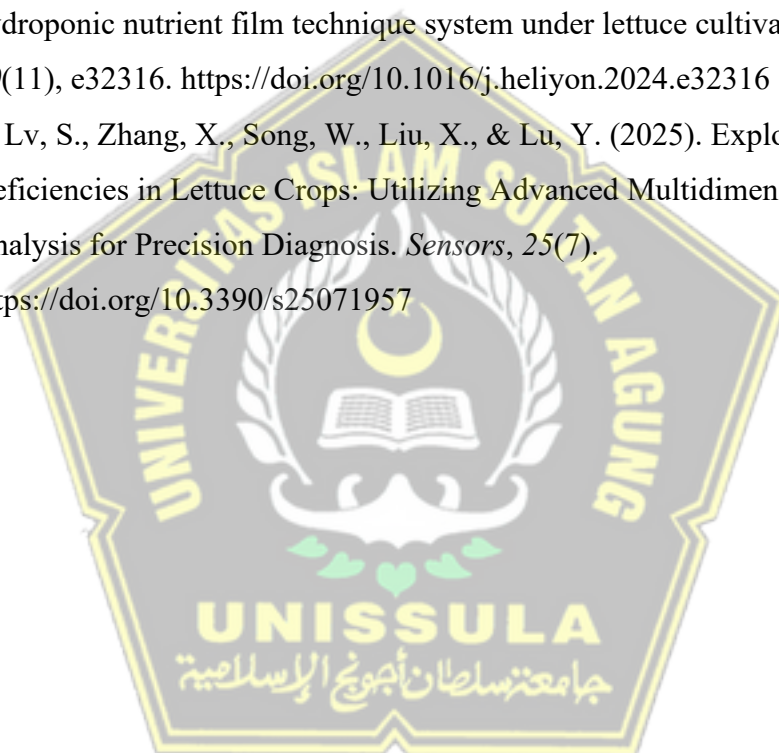 droponic nutrient film technique system under lettuce cultiva
(11), e32316. https://doi.org/10.1016/j.heliyon.2024.e32316
Lv, S., Zhang, X., Song, W., Liu, X., & Lu, Y. (2025). Explo
eficiencies in Lettuce Crops: Utilizing Advanced Multidimen
nalysis for Precision Diagnosis. Sensors, 25(7).
tps://doi.org/10.3390/s25071957
UNIVERSITAS ISLAM SULTAN AGUNG
UNISSULA
جامعة سلطان أجونج الإسلامية